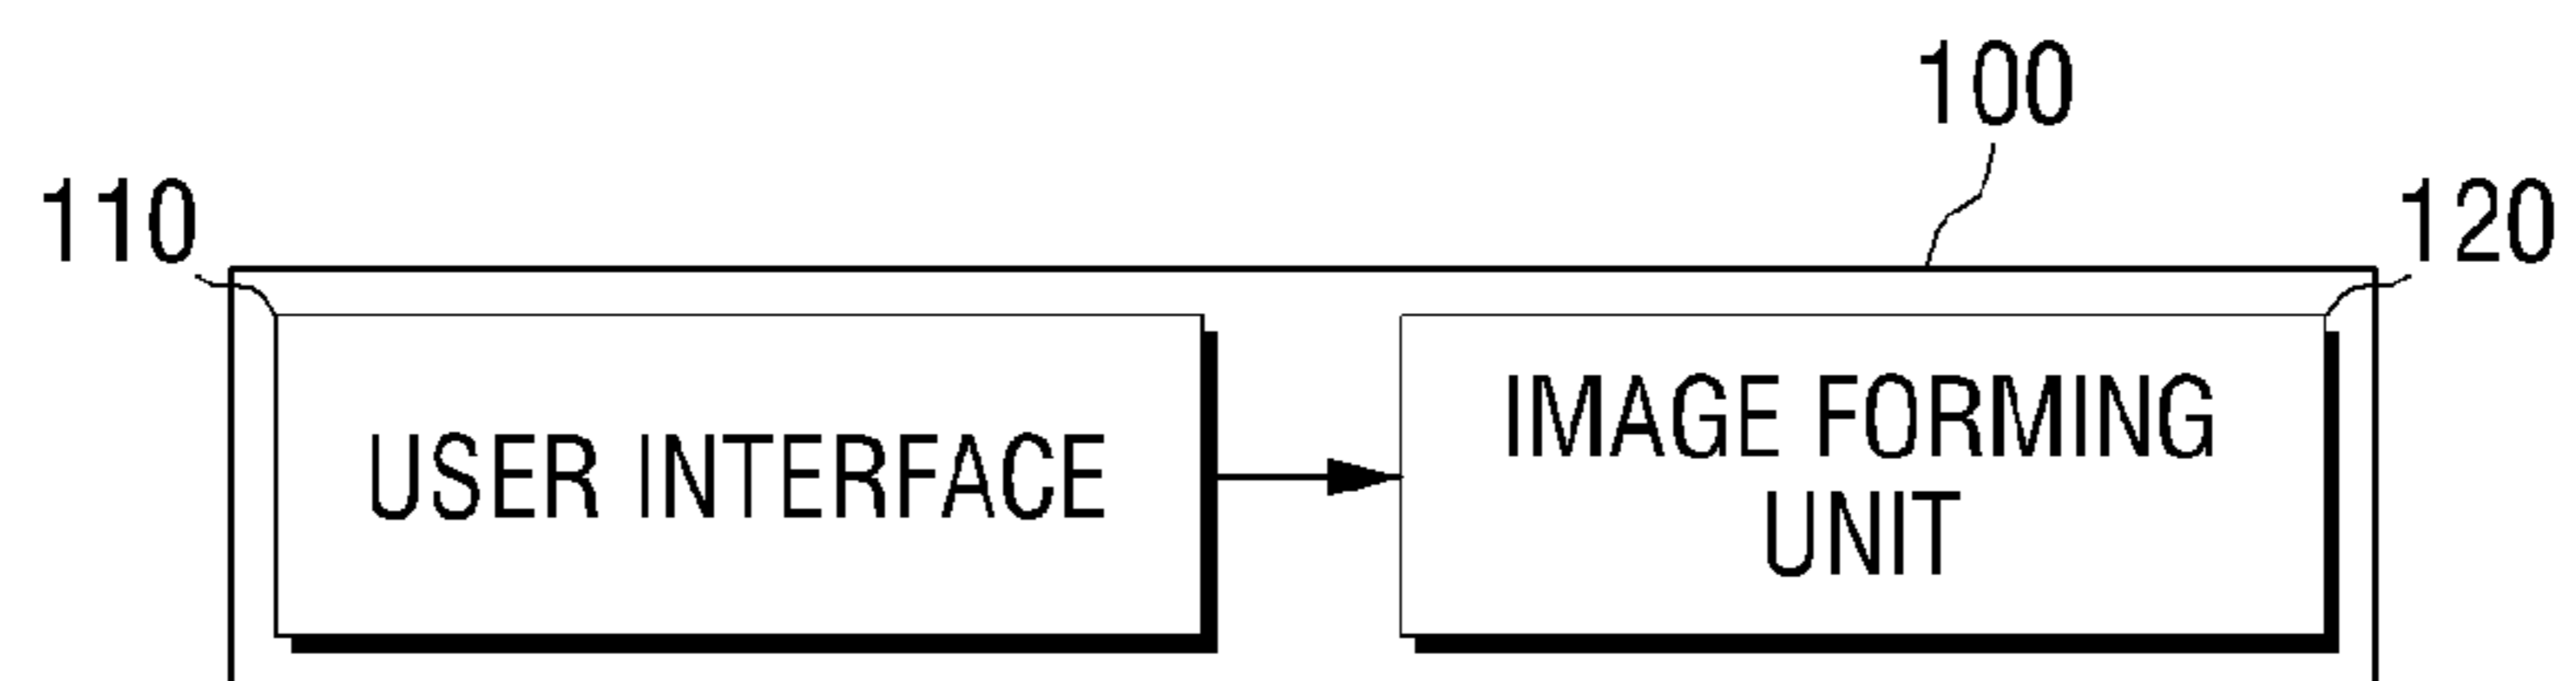 100
110
120
USER INTERFACE
IMAGE FORMING
UNIT